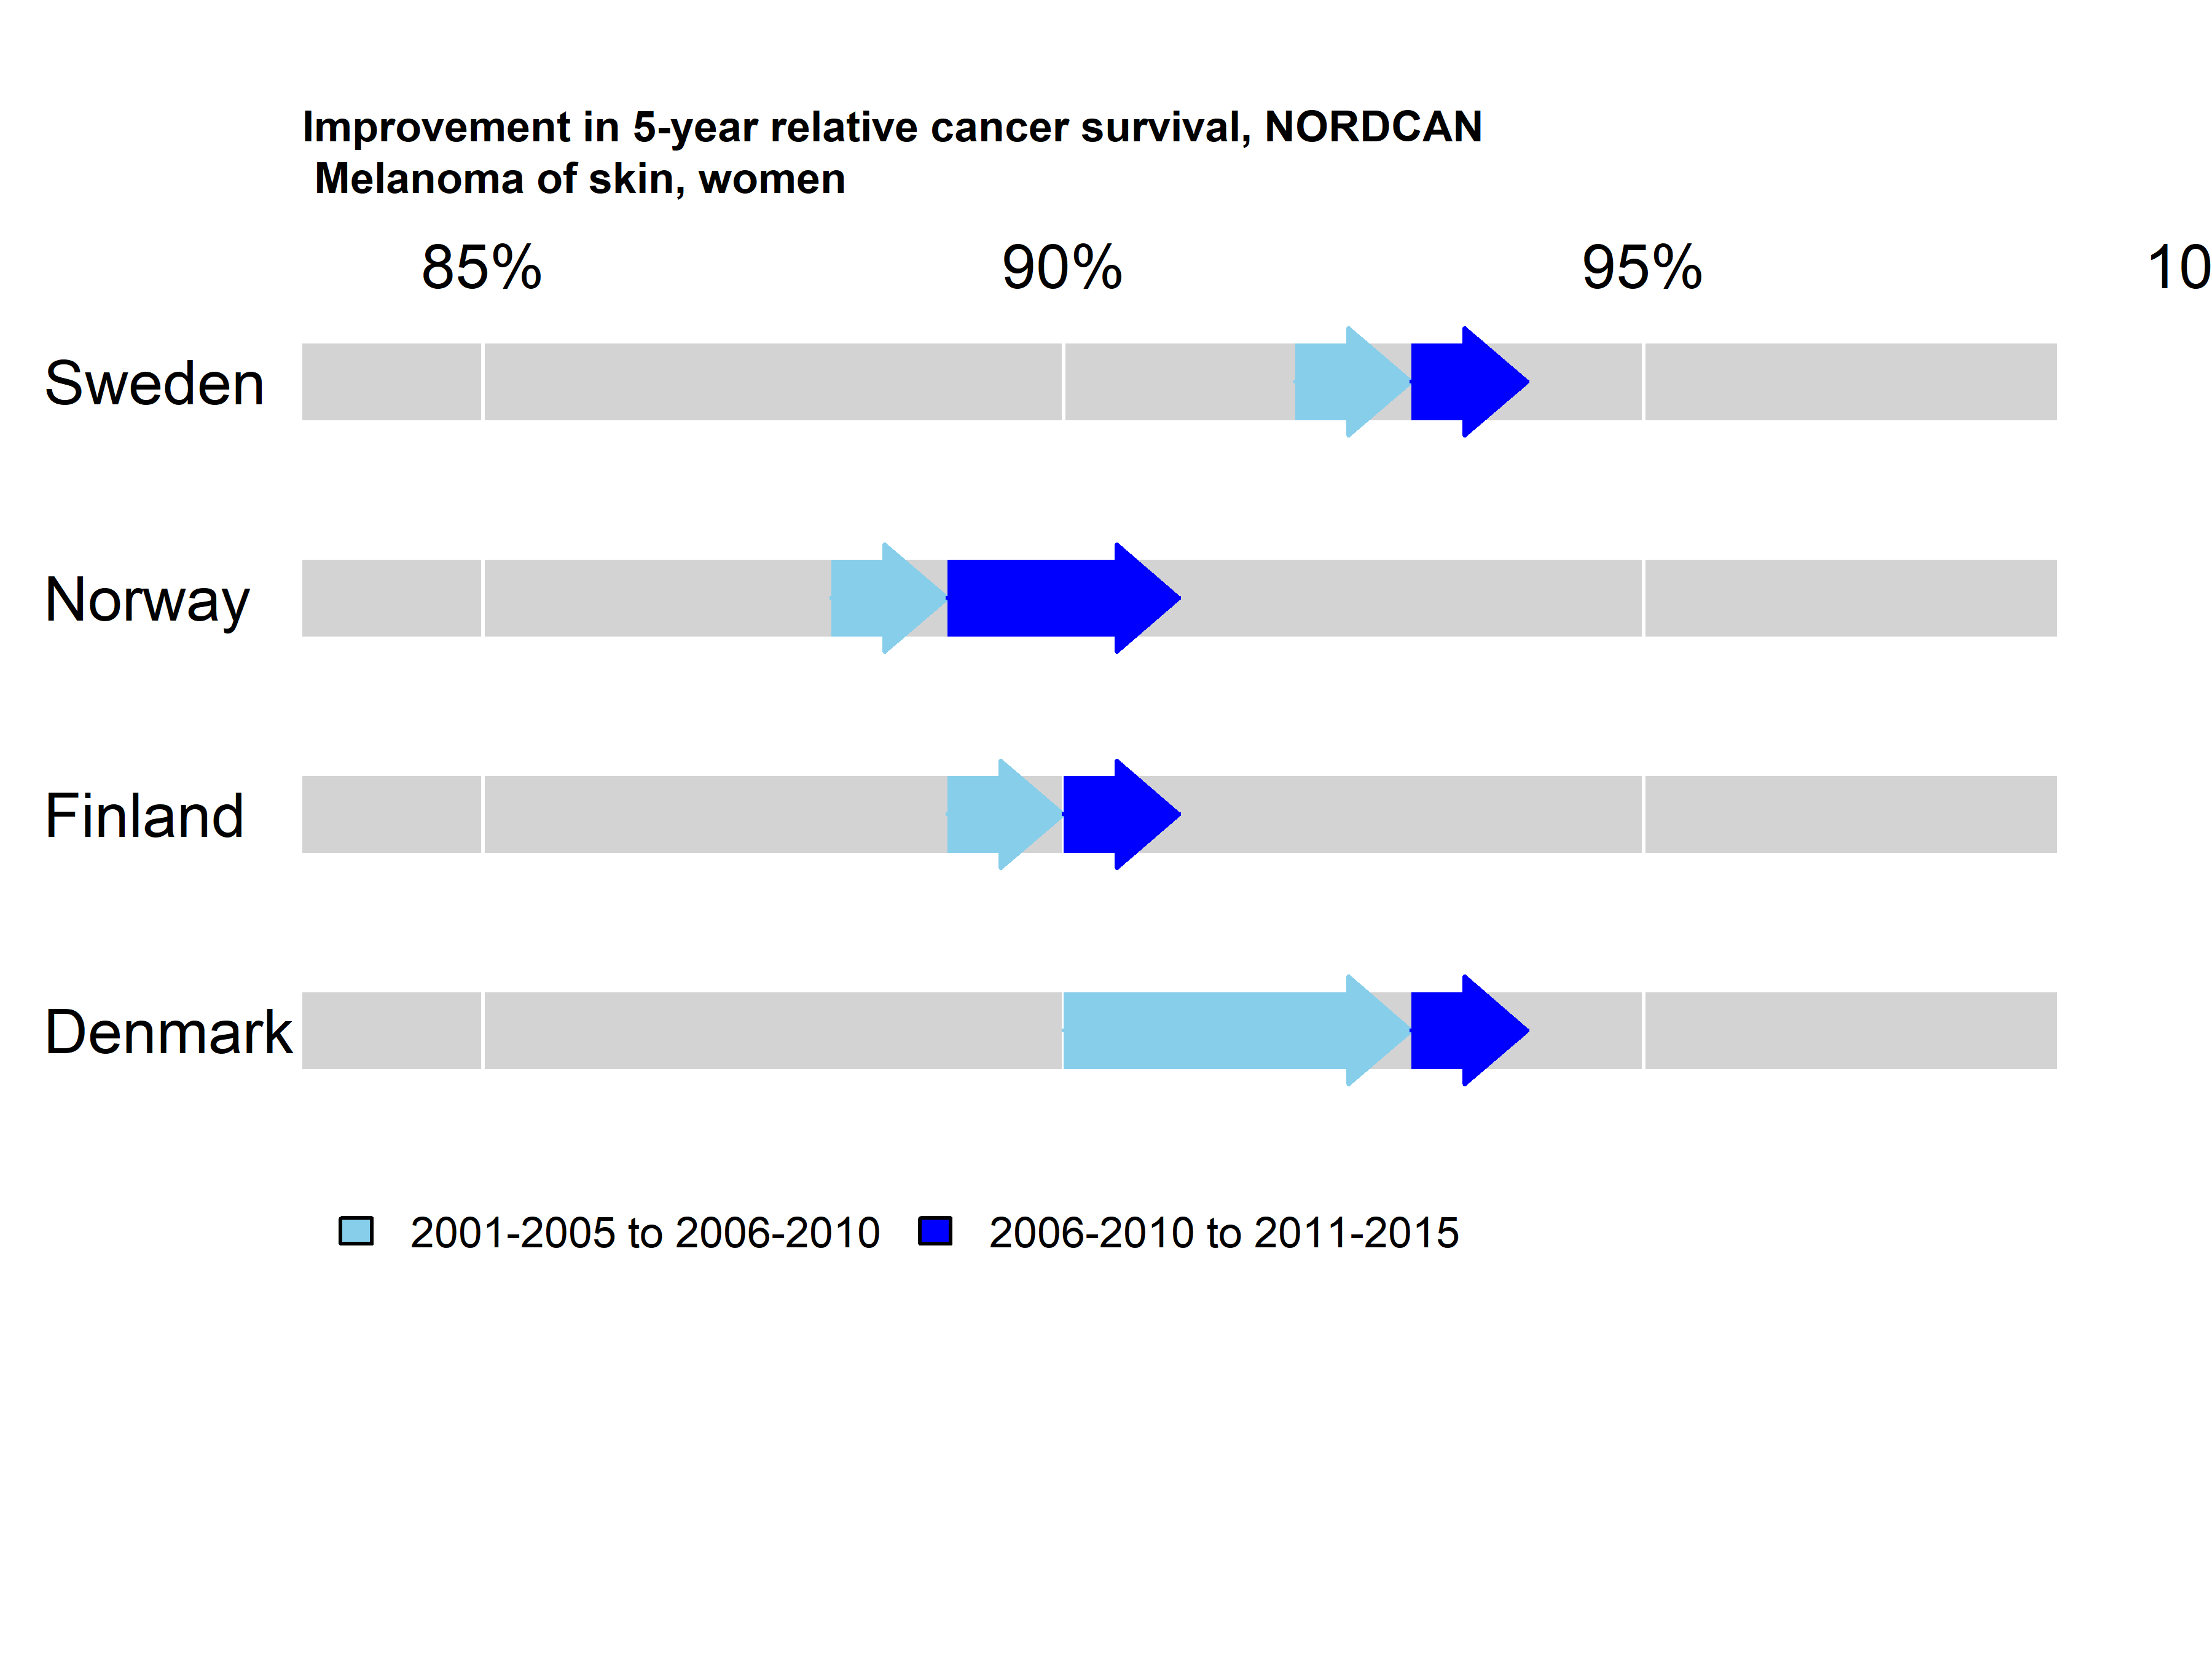 Improvement in 5-year relative cancer survival, NORDCAN
Melanoma of skin, women
85% 90% 95% 10
Sweden
Norway
Finland
Denmark
2001-2005 to 2006-2010 2006-2010 to 2011-2015